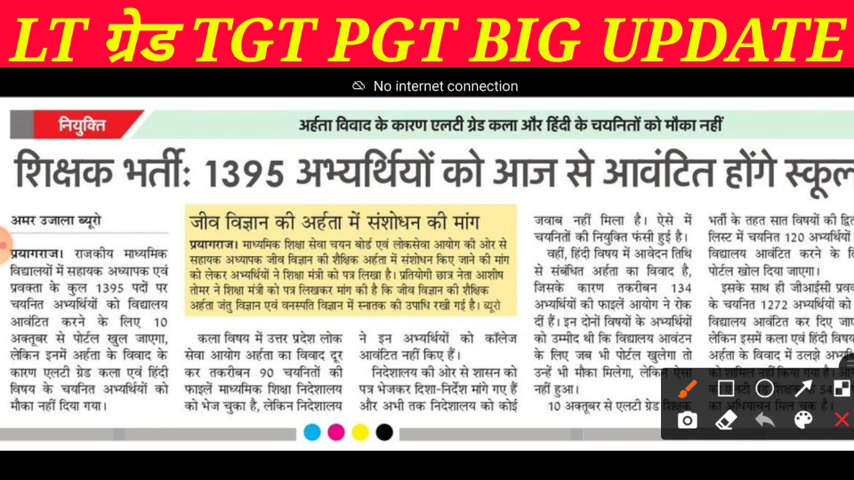 LT ग्रेड TGT PGT BIG UPDATE
No internet connection
नियुक्ति
अर्हता विवाद के कारण एलटी ग्रेड कला और हिंदी के चयनितों को मौका नहीं
शिक्षक भर्तीः 1395 अभ्यर्थियों को आज से आवंटित होंगे स्कूल
अमर उजाला ब्यूरो
प्रयागराज। राजकीय माध्यमिक
विद्यालयों में सहायक अध्यापक एवं
प्रवक्ता के कुल 1395 पदों पर
चयनित अभ्यर्थियों को विद्यालय
आवंटित करने के लिए 10
अक्तूबर से पोर्टल खुल जाएगा,
लेकिन इनमें अर्हता के विवाद के
कारण एलटी ग्रेड कला एवं हिंदी
विषय के चयनित अभ्यर्थियों को
मौका नहीं दिया गया।
जीव विज्ञान की अर्हता में संशोधन की मांग
प्रयागराज। माध्यमिक शिक्षा सेवा चयन बोर्ड एवं लोकसेवा आयोग की ओर से
सहायक अध्यापक जीव विज्ञान की शैक्षिक अर्हता में संशोधन किए जाने की मांग
को लेकर अभ्यर्थियों ने शिक्षा मंत्री को पत्र लिखा है। प्रतियोगी छात्र नेता आशीष
तोमर ने शिक्षा मंत्री को पत्र लिखकर मांग की है कि जीव विज्ञान की शैक्षिक
अर्हता जंतु विज्ञान एवं वनस्पति विज्ञान में स्नातक की उपाधि रखी गई है। ब्यूरो
कला विषय में उत्तर प्रदेश लोक
सेवा आयोग अर्हता का विवाद दूर
कर तकरीबन 90 चयनितों की
फाइलें माध्यमिक शिक्षा निदेशालय
को भेज चुका है, लेकिन निदेशालय
ने इन अभ्यर्थियों को कॉलेज
आवंटित नहीं किए हैं।
निदेशालय की ओर से शासन को
पत्र भेजकर दिशा-निर्देश मांगे गए हैं
और अभी तक निदेशालय को कोई
जवाब नहीं मिला है। ऐसे में
चयनितों की नियुक्ति फंसी हुई है।
वहीं, हिंदी विषय में आवेदन तिथि
से संबंधित अर्हता का विवाद है,
जिसके कारण तकरीबन 134
अभ्यर्थियों की फाइलें आयोग ने रोक
दीं हैं। इन दोनों विषयों के अभ्यर्थियों
को उम्मीद थी कि विद्यालय आवंटन
के लिए जब भी पोर्टल खुलेगा तो
उन्हें भी मौका मिलेगा, लेकिन ऐसा
नहीं हुआ।
10 अक्तूबर से एलटी ग्रेड शिक्षक
भर्ती के तहत सात विषयों की
लिस्ट में चयनित 120 अभ्यर्थियों
विद्यालय आवंटित करने के
पोर्टल खोल दिया जाएगा।
इसके साथ ही जीआईसी
के चयनित 1272 अभ्यर्थियों को
विद्यालय आवंटित कर दिए
लेकिन इसमें कला एवं हिंदी
अर्हता के विवाद में उलझे
को शामिल नहीं किया गया है।